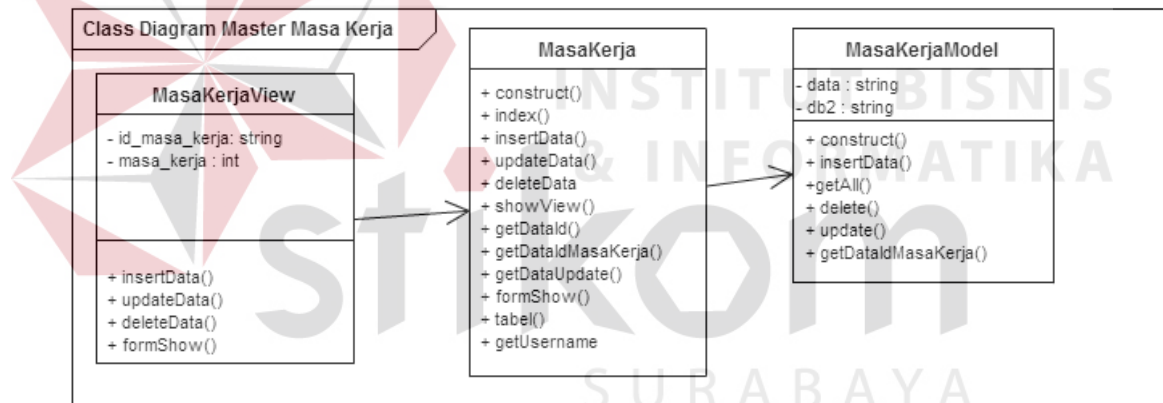 Class Diagram Master Masa Kerja
MasaKerjaView
- id_masa_kerja: string
- masa_kerja : int
+ insertData()
+ updateData()
+ deleteData()
+ formShow()
MasaKerja
+ construct()
+ index()
+ insertData()
+ updateData()
+ deleteData
+ showView()
+ getDataId()
+ getDataIdMasaKerja()
+ getDataUpdate()
+ formShow()
+ tabel()
+ getUsername
MasaKerjaModel
- data : string
- db2 : string
+ construct()
+ insertData()
+getAll()
+ delete()
+ update()
+ getDataIdMasaKerja()
INSTITUT BISNIS
& INFORMATIKA
stikom
SURABAYA